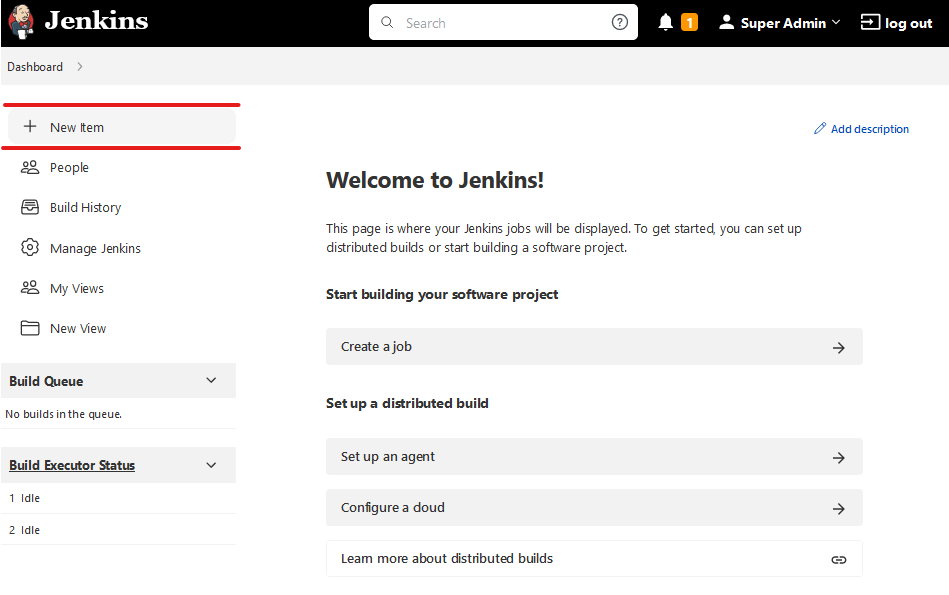 Jenkins
Search
1
Super Admin
log out
Dashboard
New Item
People
Build History
Manage Jenkins
My Views
New View
Build Queue
No builds in the queue.
Build Executor Status
1 Idle
2 Idle
Add description
Welcome to Jenkins!
This page is where your Jenkins jobs will be displayed. To get started, you can set up
distributed builds or start building a software project.
Start building your software project
Create a job
Set up a distributed build
Set up an agent
Configure a cloud
Learn more about distributed builds